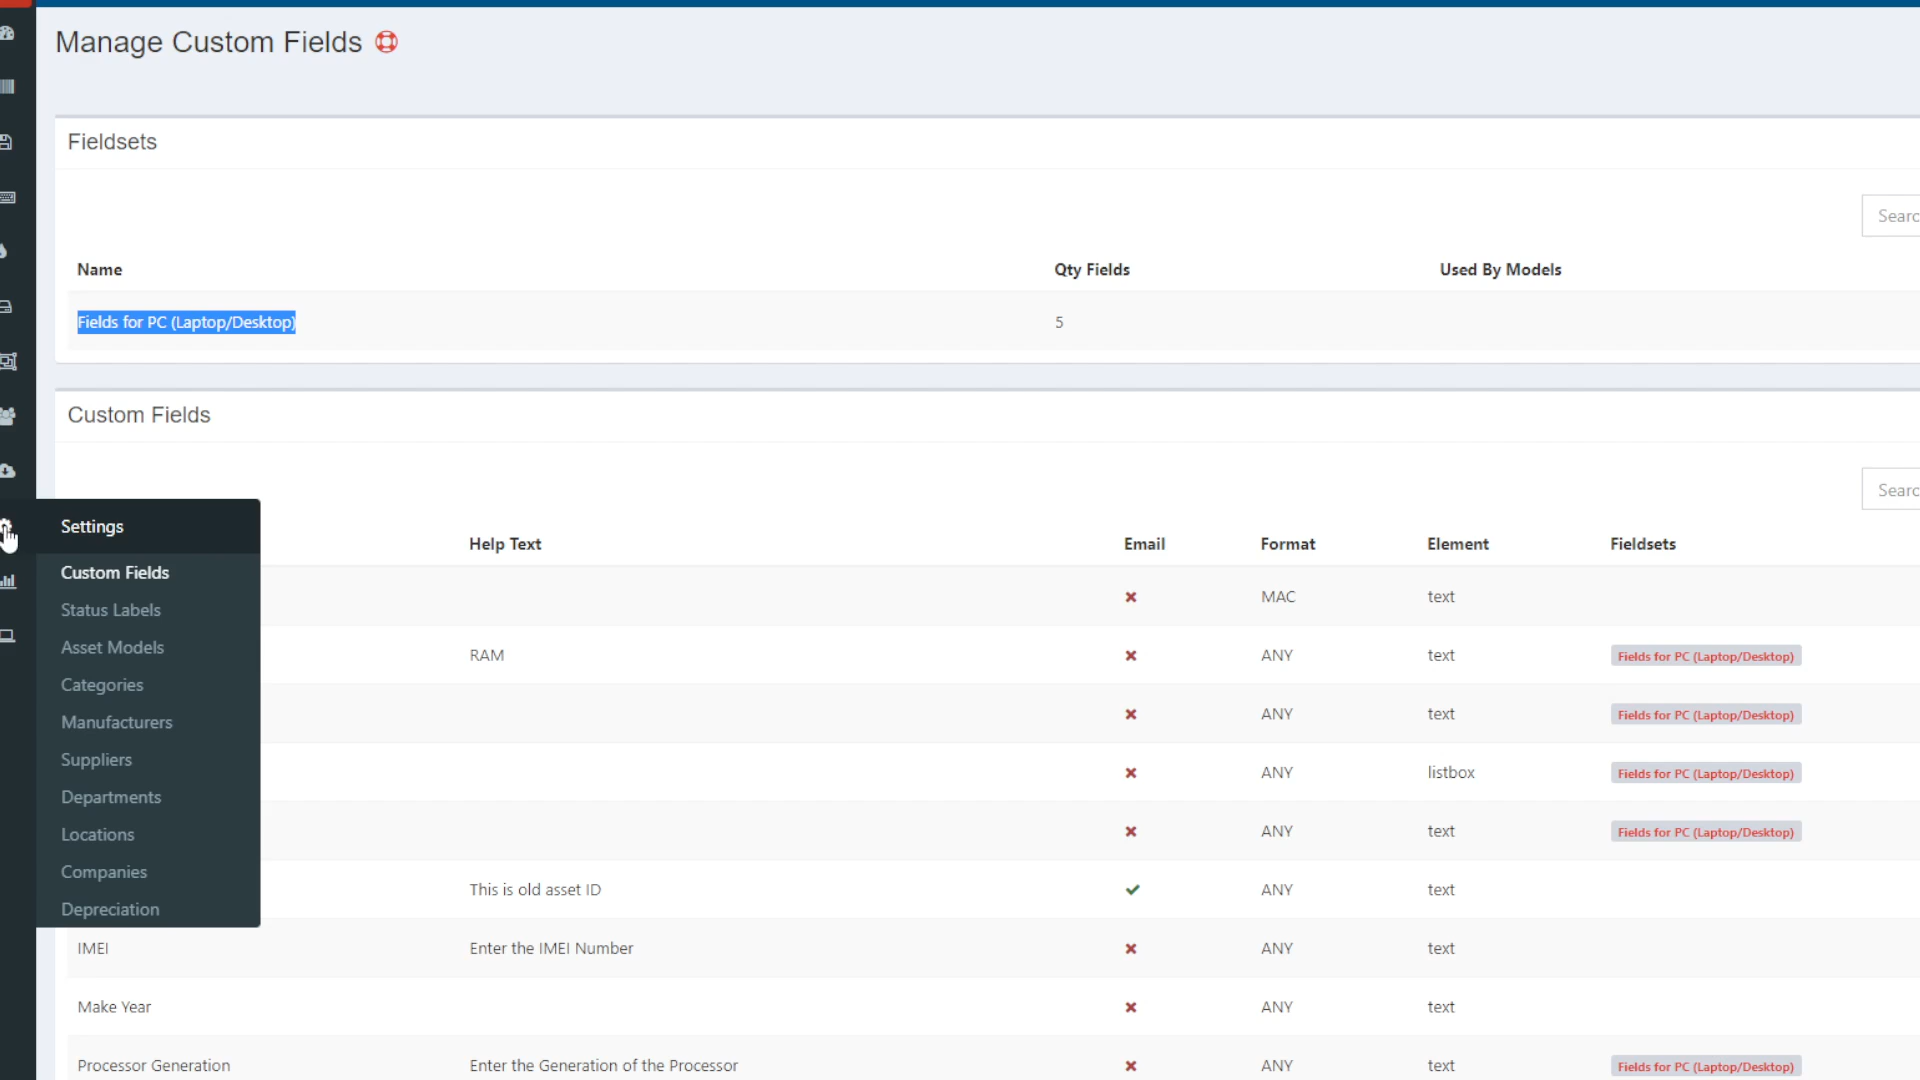 Manage Custom Fields
Fieldsets
Searc
Name Qty Fields Used By Models
Fields for PC (Laptop/Desktop) 5
Custom Fields
Searc
Settings
Custom Fields
Status Labels
Asset Models
Categories
Manufacturers
Suppliers
Departments
Locations
Companies
Depreciation
Help Text Email Format Element Fieldsets
MAC text
RAM ANY text Fields for PC (Laptop/Desktop)
ANY text Fields for PC (Laptop/Desktop)
ANY listbox Fields for PC (Laptop/Desktop)
ANY text Fields for PC (Laptop/Desktop)
This is old asset ID ANY text
IMEI Enter the IMEI Number ANY text
Make Year ANY text
Processor Generation Enter the Generation of the Processor ANY text Fields for PC (Laptop/Desktop)